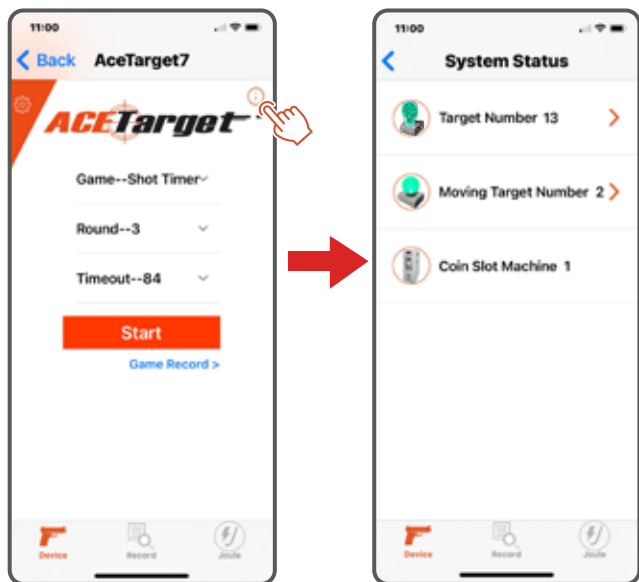 11:00
Back AceTarget7
ACETarget
Game--Shot Timer
Round--3
Timeout--84
Start
Game Record >
Device Record Joule
11:00
System Status
Target Number 13
Moving Target Number 2
Coin Slot Machine 1
Device Record Joule